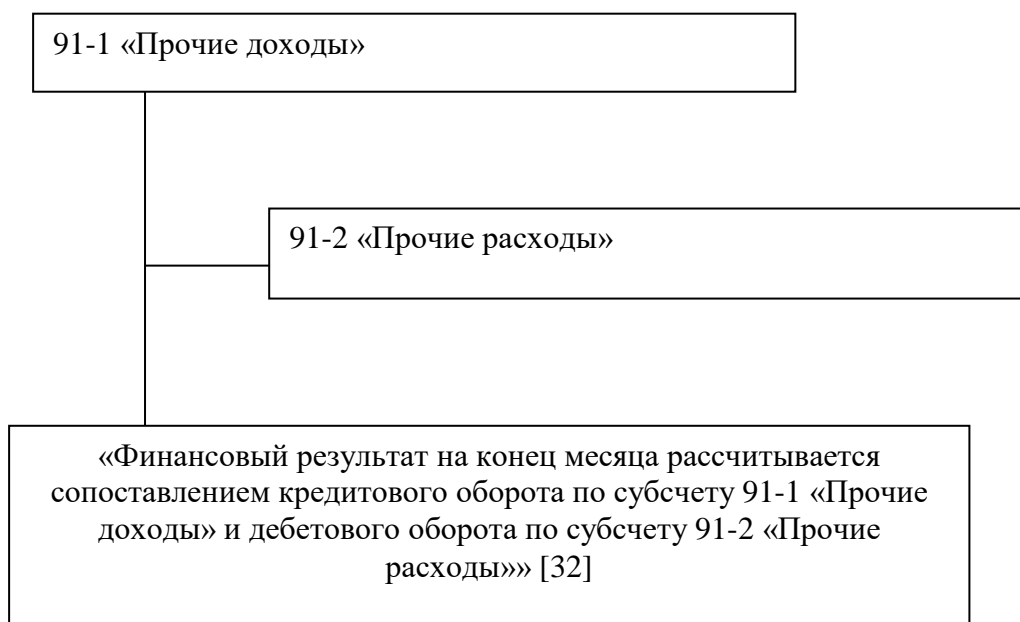 91-1 «Прочие доходы»
91-2 «Прочие расходы»
«Финансовый результат на конец месяца рассчитывается
сопоставлением кредитового оборота по субсчету 91-1 «Прочие
доходы» и дебетового оборота по субсчету 91-2 «Прочие
расходы»» [32]